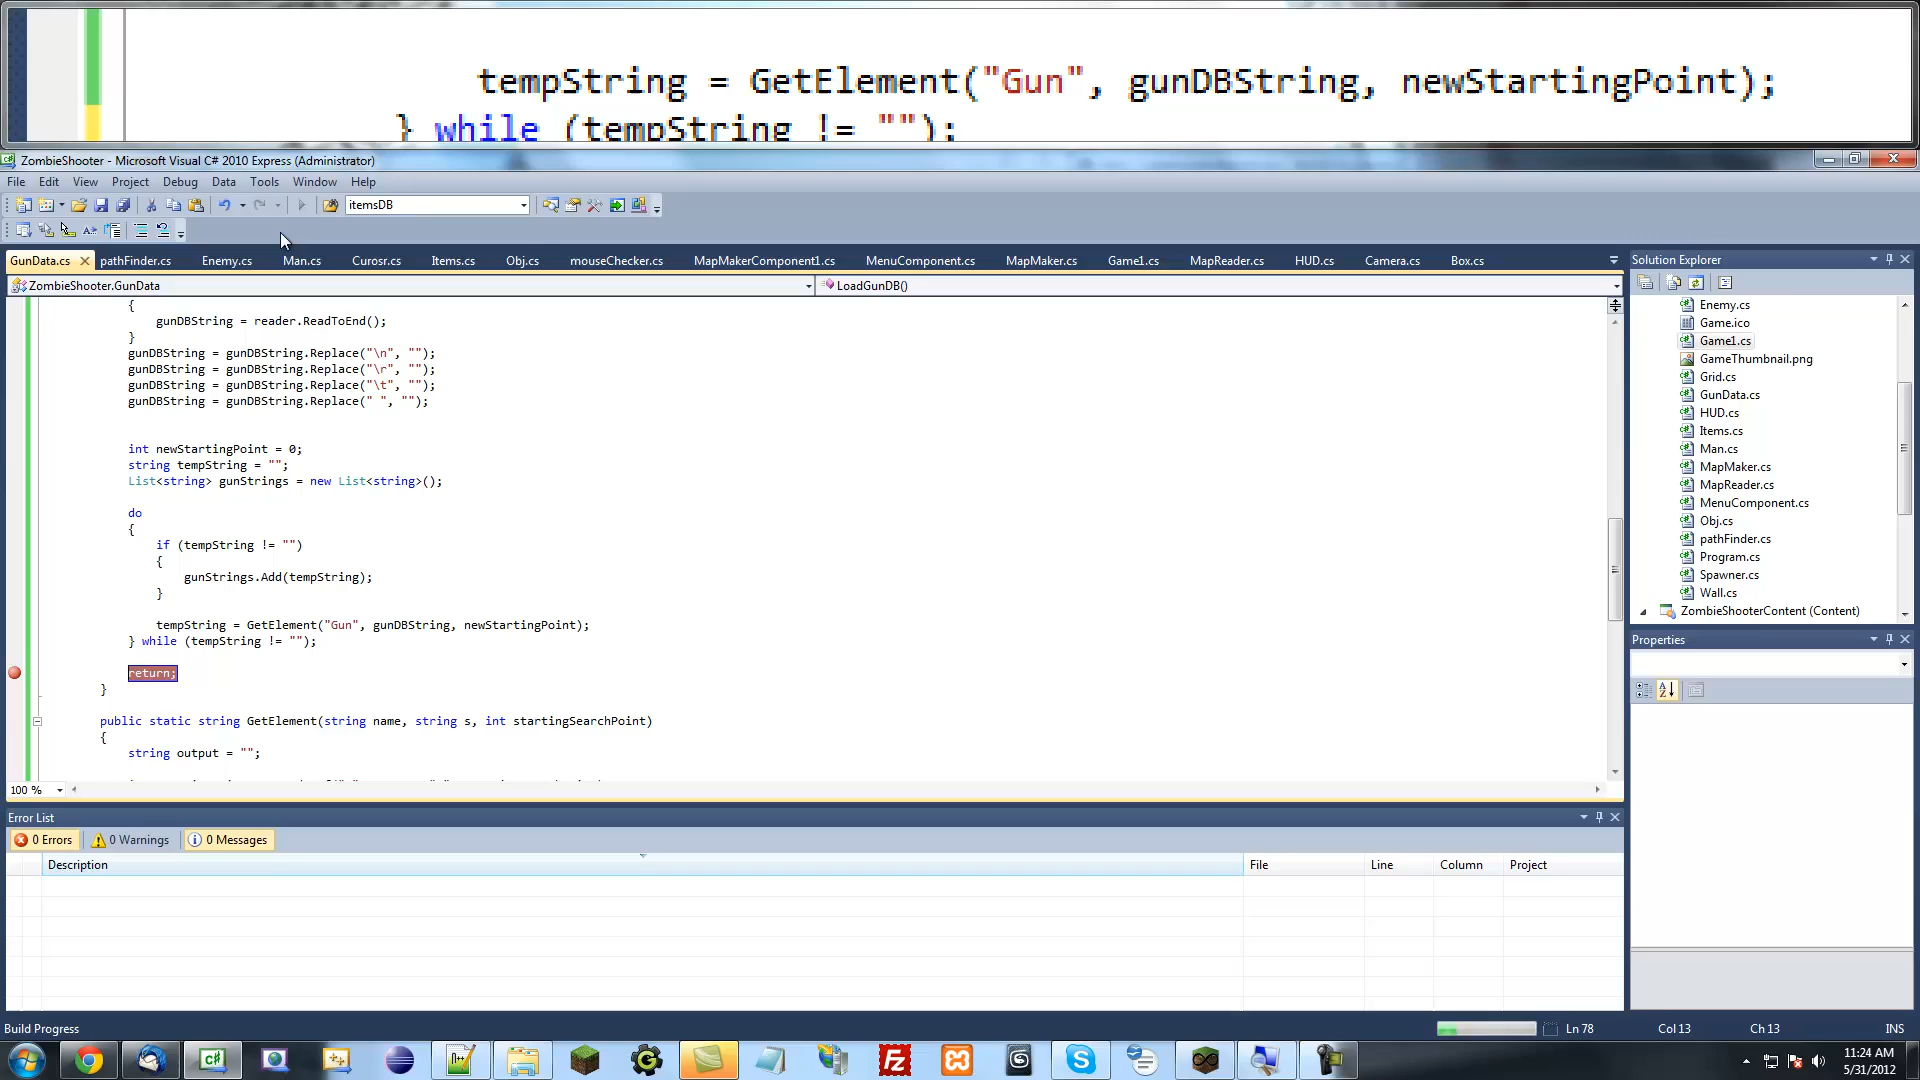 tempString = GetElement("Gun", gunDBString, newStartingPoint);
} while (tempString != "");
ZombieShooter - Microsoft Visual C# 2010 Express (Administrator)
File Edit View Project Debug Data Tools Window Help
itemsDB
GunData.cs pathFinder.cs Enemy.cs Man.cs Curosr.cs Items.cs Obj.cs mouseChecker.cs MapMakerComponent1.cs MenuComponent.cs MapMaker.cs Game1.cs MapReader.cs HUD.cs Camera.cs Box.cs
ZombieShooter.GunData LoadGunDB()
{
gunDBString = reader.ReadToEnd();
}
gunDBString = gunDBString.Replace("\n", "");
gunDBString = gunDBString.Replace("\r", "");
gunDBString = gunDBString.Replace("\t", "");
gunDBString = gunDBString.Replace(" ", "");
int newStartingPoint = 0;
string tempString = "";
List<string> gunStrings = new List<string>();
do
{
if (tempString != "")
{
gunStrings.Add(tempString);
}
tempString = GetElement("Gun", gunDBString, newStartingPoint);
} while (tempString != "");
return;
}
public static string GetElement(string name, string s, int startingSearchPoint)
{
string output = "";
100 %
Solution Explorer
Enemy.cs
Game.ico
Game1.cs
GameThumbnail.png
Grid.cs
GunData.cs
HUD.cs
Items.cs
Man.cs
MapMaker.cs
MapReader.cs
MenuComponent.cs
Obj.cs
pathFinder.cs
Program.cs
Spawner.cs
Wall.cs
ZombieShooterContent (Content)
Properties
Error List
0 Errors 0 Warnings 0 Messages
Description File Line Column Project
Build Progress Ln 78 Col 13 Ch 13 INS
11:24 AM
5/31/2012